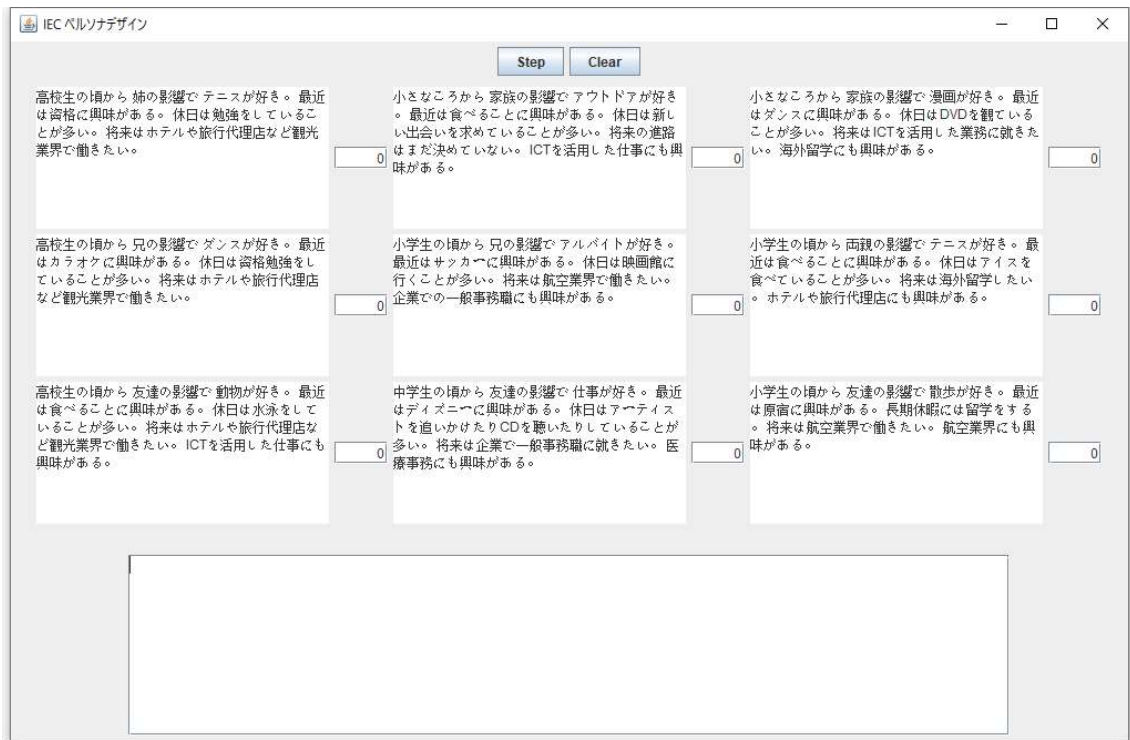 IEC ペルソナデザイン
Step
Clear
高校生の頃から 姉の影響で テニスが好き。 最近
は資格に興味がある。 休日は勉強をしているこ
とが多い。 将来はホテルや旅行代理店など観光
業界で働きたい。
0
小さなころから 家族の影響で アウトドアが好き
。 最近は食べることに興味がある。 休日は新し
い出会いを求めていることが多い。 将来の進路
はまだ決めていない。 ICTを活用した仕事にも興
味がある。
0
小さなころから 家族の影響で 漫画が好き。 最近
はダンスに興味がある。 休日はDVDを観ている
ことが多い。 将来はICTを活用した業務に就きた
い。 海外留学にも興味がある。
0
高校生の頃から 兄の影響で ダンスが好き。 最近
はカラオケに興味がある。 休日は資格勉強をし
ていることが多い。 将来はホテルや旅行代理店
など観光業界で働きたい。
0
小学生の頃から 兄の影響で アルバイトが好き。
最近はサッカーに興味がある。 休日は映画館に
行くことが多い。 将来は航空業界で働きたい。
企業での一般事務職にも興味がある。
0
小学生の頃から 両親の影響で テニスが好き。 最
近は食べることに興味がある。 休日はアイスを
食べていることが多い。 将来は海外留学したい
。 ホテルや旅行代理店にも興味がある。
0
高校生の頃から 友達の影響で 動物が好き。 最近
は食べることに興味がある。 休日は水泳をして
いることが多い。 将来はホテルや旅行代理店な
ど観光業界で働きたい。 ICTを活用した仕事にも
興味がある。
0
中学生の頃から 友達の影響で 仕事が好き。 最近
はディズニーに興味がある。 休日はアーティス
トを追いかけたりCDを聴いたりしていることが
多い。 将来は企業で一般事務職に就きたい。 医
療事務にも興味がある。
0
小学生の頃から 友達の影響で 散歩が好き。 最近
は原宿に興味がある。 長期休暇には留学をする
。 将来は航空業界で働きたい。 航空業界にも興
味がある。
0